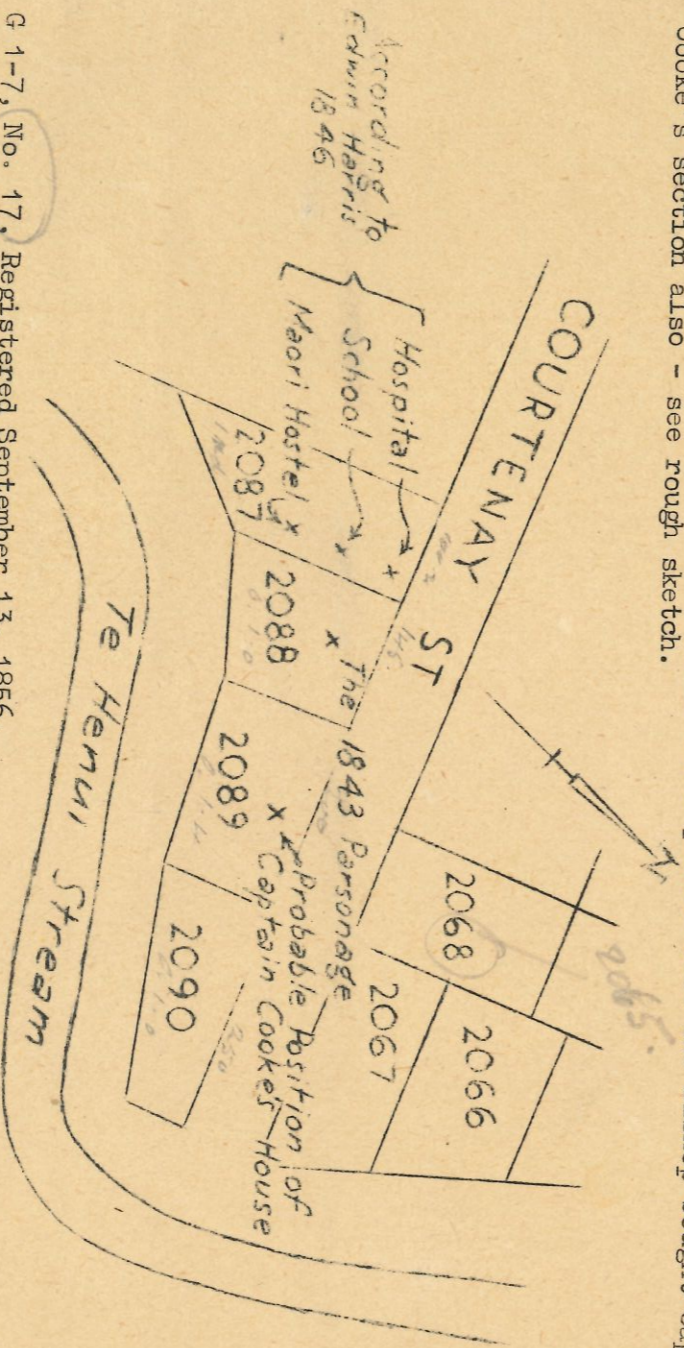 Cooke's section also - see rough sketch.
bought
According to
Edwin Harris
1846
Hospital
School
Maori Hostel
COURTENAY ST
2065.
2068
2066
2067
2087
2088
The 1843 Parsonage
2089
Probable Position of
Captain Cooke's House
2090
Te Henui Stream
G 1-7, No. 17. Registered September 13 1856